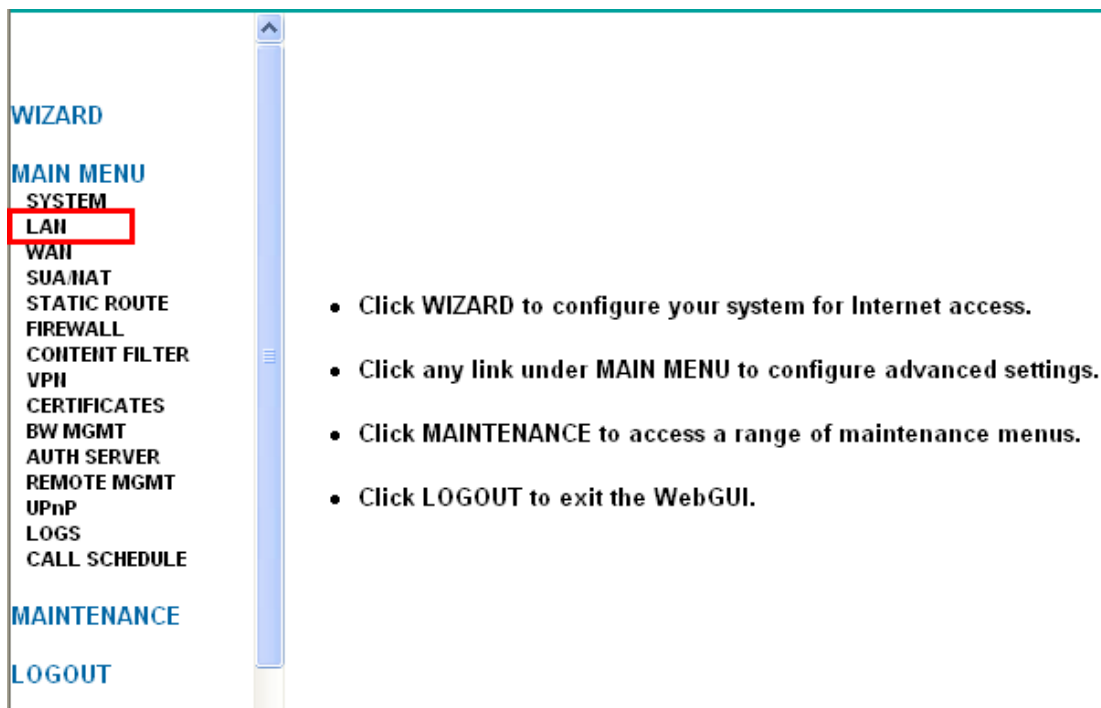 WIZARD
MAIN MENU
SYSTEM
LAN
WAN
SUA/NAT
STATIC ROUTE
FIREWALL
CONTENT FILTER
VPN
CERTIFICATES
BW MGMT
AUTH SERVER
REMOTE MGMT
UPnP
LOGS
CALL SCHEDULE
MAINTENANCE
LOGOUT
• Click WIZARD to configure your system for Internet access.
• Click any link under MAIN MENU to configure advanced settings.
• Click MAINTENANCE to access a range of maintenance menus.
• Click LOGOUT to exit the WebGUI.